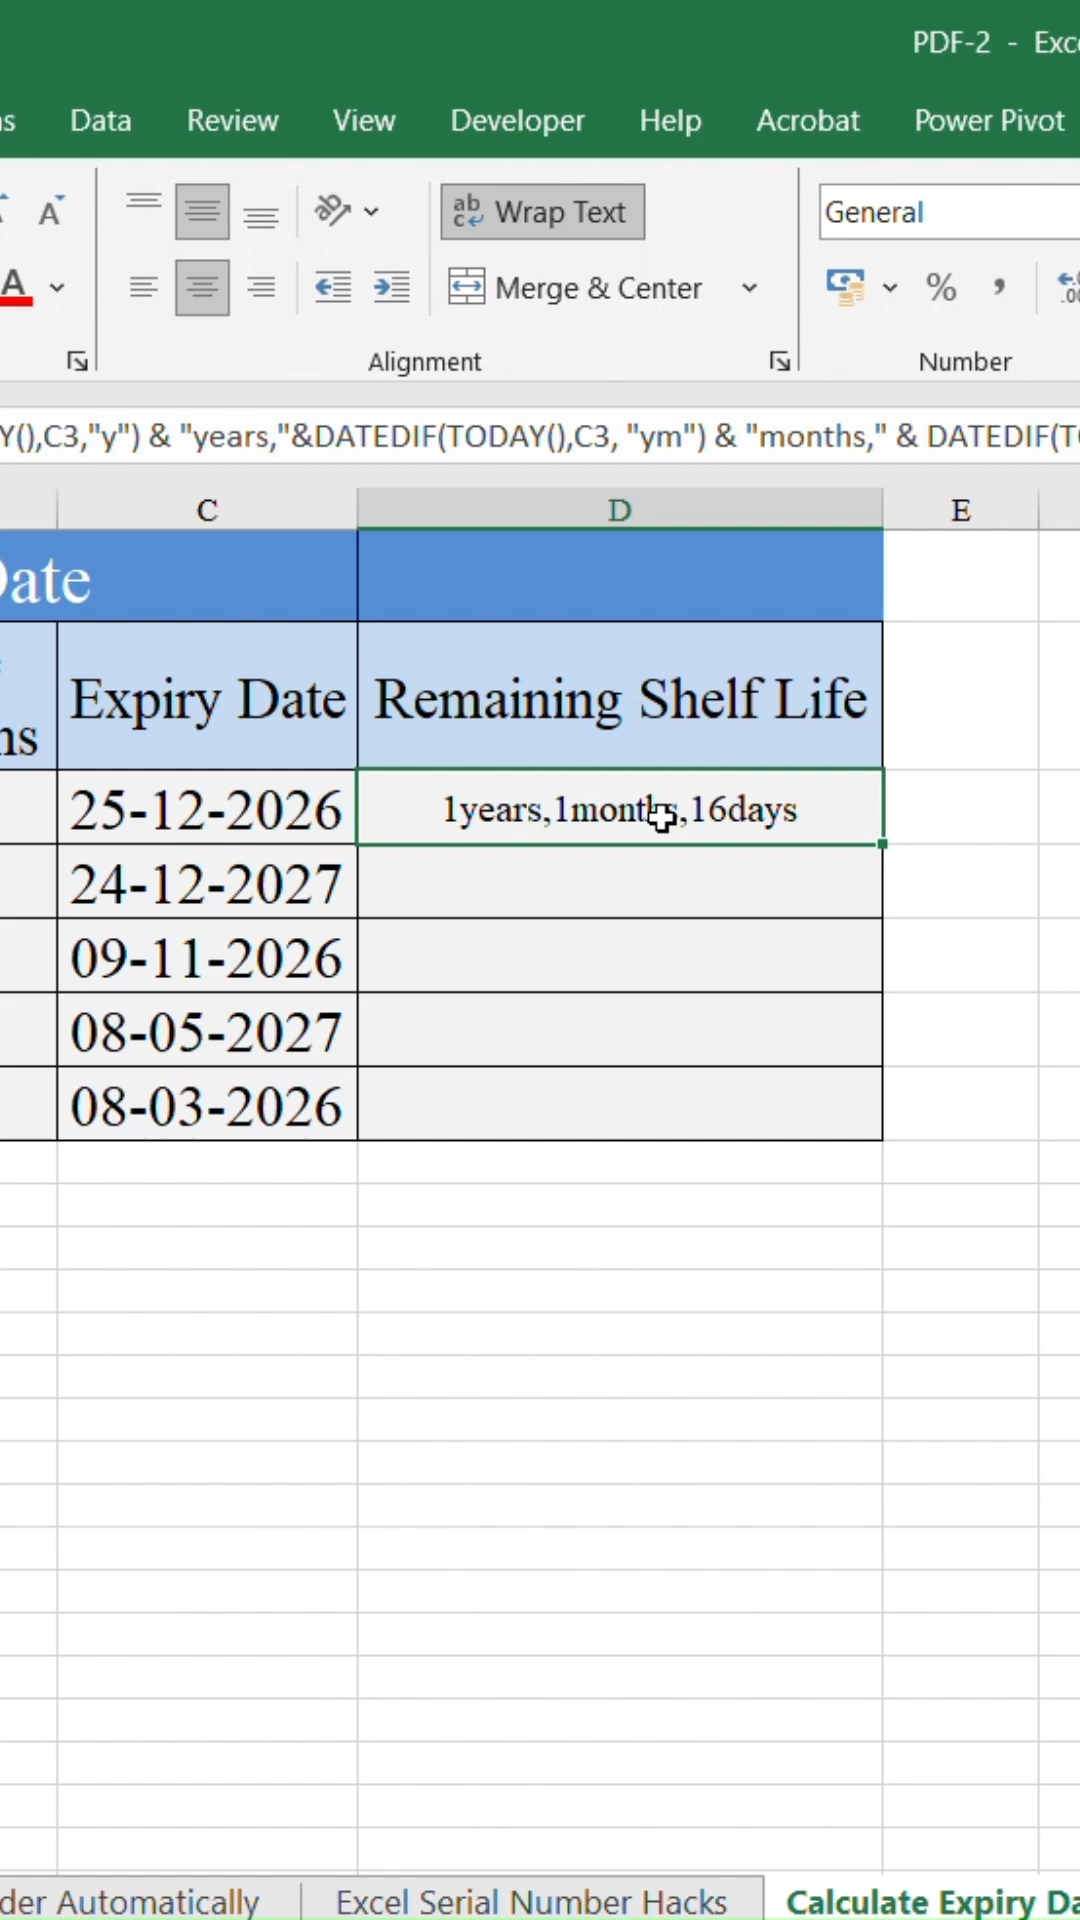 PDF-2 - Exc
Data Review View Developer Help Acrobat Power Pivot
ab Wrap Text
General
Merge & Center
%
Alignment
Number
Y(),C3,"y") & "years,"&DATEDIF(TODAY(),C3, "ym") & "months," & DATEDIF(T
C D E
Date
Expiry Date
Remaining Shelf Life
25-12-2026
1years,1months,16days
24-12-2027
09-11-2026
08-05-2027
08-03-2026
der Automatically
Excel Serial Number Hacks
Calculate Expiry Da